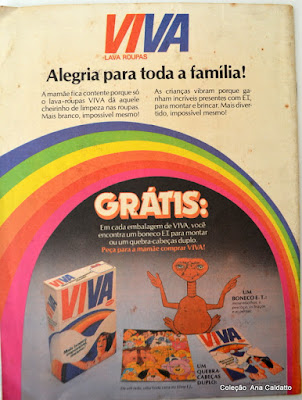 VIVA
LAVA ROUPAS
Alegria para toda a família!
A mamãe fica contente porque só
o lava-roupas VIVA dá aquele
cheirinho de limpeza nas roupas.
Mais branco, impossível mesmo!
As crianças vibram porque ga-
nham incríveis presentes com E.T.,
para montar e brincar. Mais diver-
tido, impossível mesmo!
GRÁTIS:
Em cada embalagem de VIVA, você
encontra um boneco E.T. para montar
ou um quebra-cabeças duplo.
Peça para a mamãe comprar VIVA!
VIVA
VIVA
UM
BONECO E.T.:
UM
QUEBRA
CABEÇAS
DUPLO:
Coleção Ana Caldatto